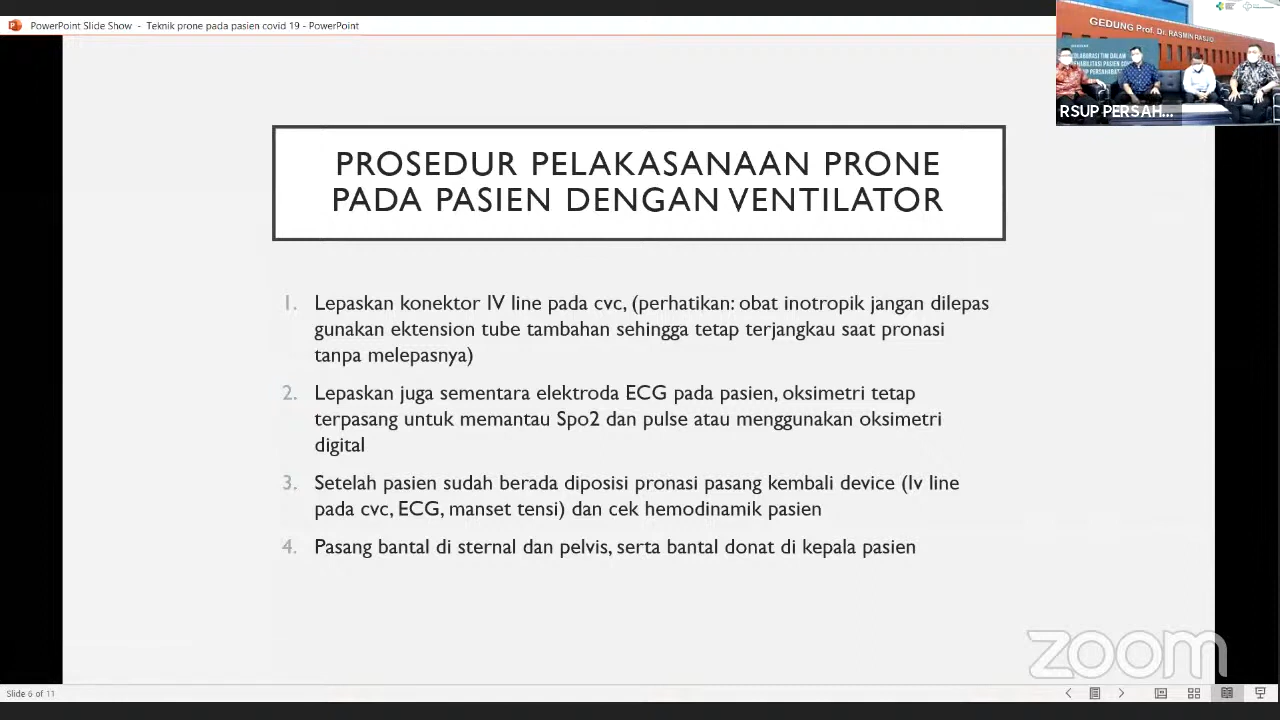 PowerPoint Slide Show - Teknik prone pada pasien covid 19 - PowerPoint
GEDUNG Prof. Dr. RASMIN RASJID
RSUP PERSAH...
PROSEDUR PELAKASANAAN PRONE
PADA PASIEN DENGAN VENTILATOR
1. Lepaskan konektor IV line pada cvc, (perhatikan: obat inotropik jangan dilepas
gunakan ektension tube tambahan sehingga tetap terjangkau saat pronasi
tanpa melepasnya)
2. Lepaskan juga sementara elektroda ECG pada pasien, oksimetri tetap
terpasang untuk memantau Spo2 dan pulse atau menggunakan oksimetri
digital
3. Setelah pasien sudah berada diposisi pronasi pasang kembali device (Iv line
pada cvc, ECG, manset tensi) dan cek hemodinamik pasien
4. Pasang bantal di sternal dan pelvis, serta bantal donat di kepala pasien
zoom
Slide 6 of 11